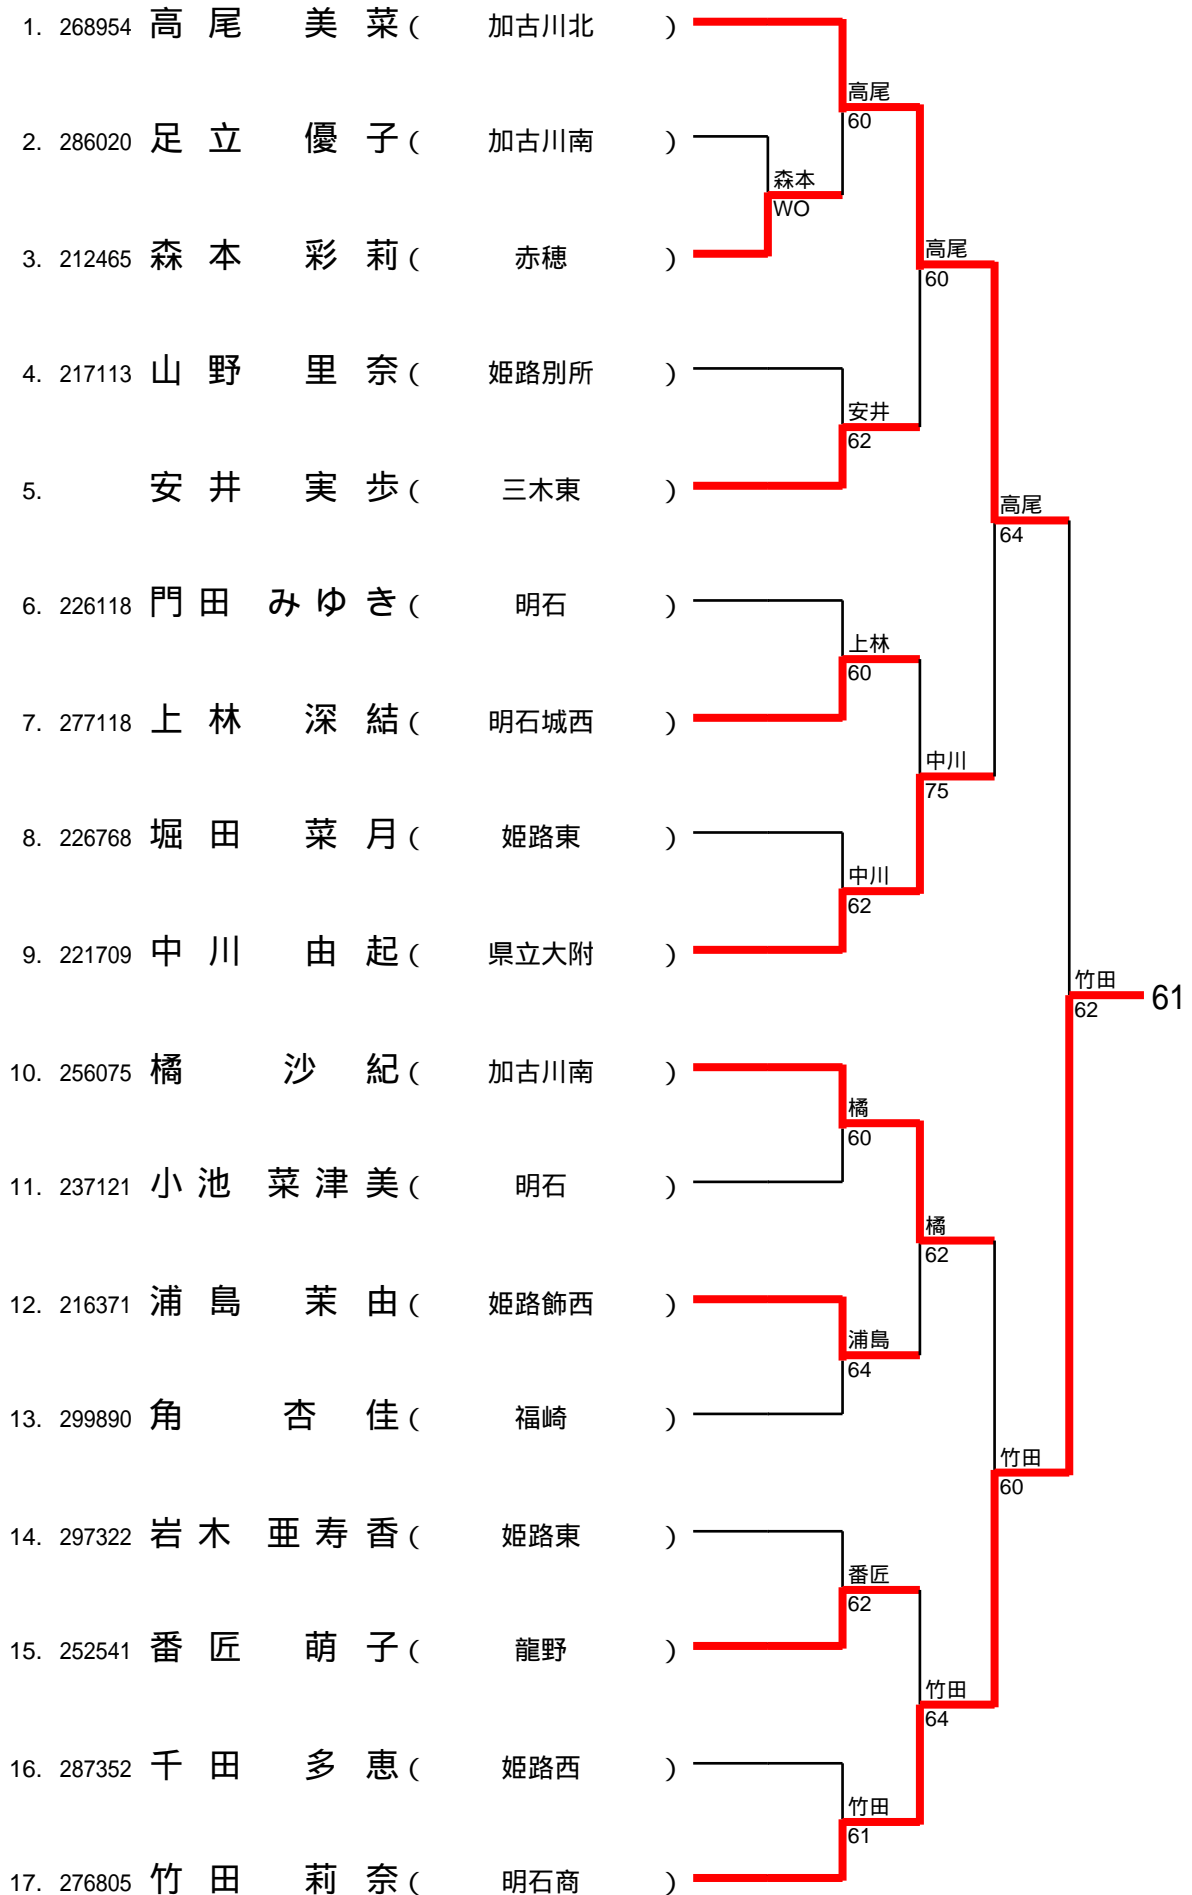 1. 268954 高尾 美菜 ( 加古川北 )
高尾
60
2. 286020 足立 優子 ( 加古川南 )
森本
WO
3. 212465 森本 彩莉 ( 赤穂 )
高尾
60
4. 217113 山野 里奈 ( 姫路別所 )
安井
62
5. 安井 実歩 ( 三木東 )
高尾
64
6. 226118 門田 みゆき ( 明石 )
上林
60
7. 277118 上林 深結 ( 明石城西 )
中川
75
8. 226768 堀田 菜月 ( 姫路東 )
中川
62
9. 221709 中川 由起 ( 県立大附 )
竹田
62
61
10. 256075 橘 沙紀 ( 加古川南 )
橘
60
11. 237121 小池 菜津美 ( 明石 )
橘
62
12. 216371 浦島 茉由 ( 姫路飾西 )
浦島
64
13. 299890 角 杏佳 ( 福崎 )
竹田
60
14. 297322 岩木 亜寿香 ( 姫路東 )
番匠
62
15. 252541 番匠 萌子 ( 龍野 )
竹田
64
16. 287352 千田 多恵 ( 姫路西 )
竹田
61
17. 276805 竹田 莉奈 ( 明石商 )